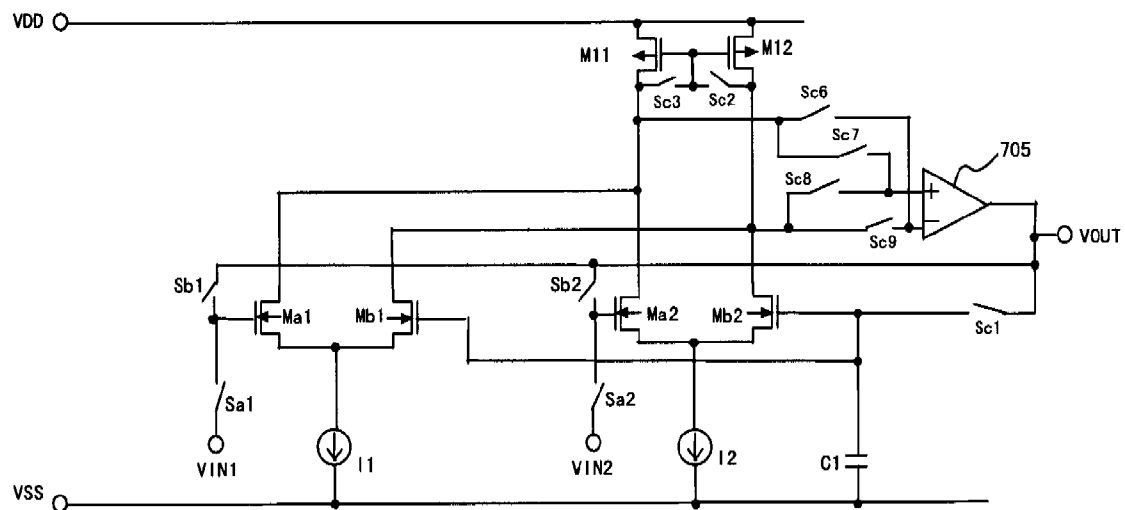 VDD
M11
M12
Sc3
Sc2
Sc6
Sc7
705
Sc8
+
−
Sc9
VOUT
Sb1
Sb2
Ma1
Mb1
Ma2
Mb2
Sc1
Sa1
Sa2
VIN1
I1
VIN2
I2
C1
VSS